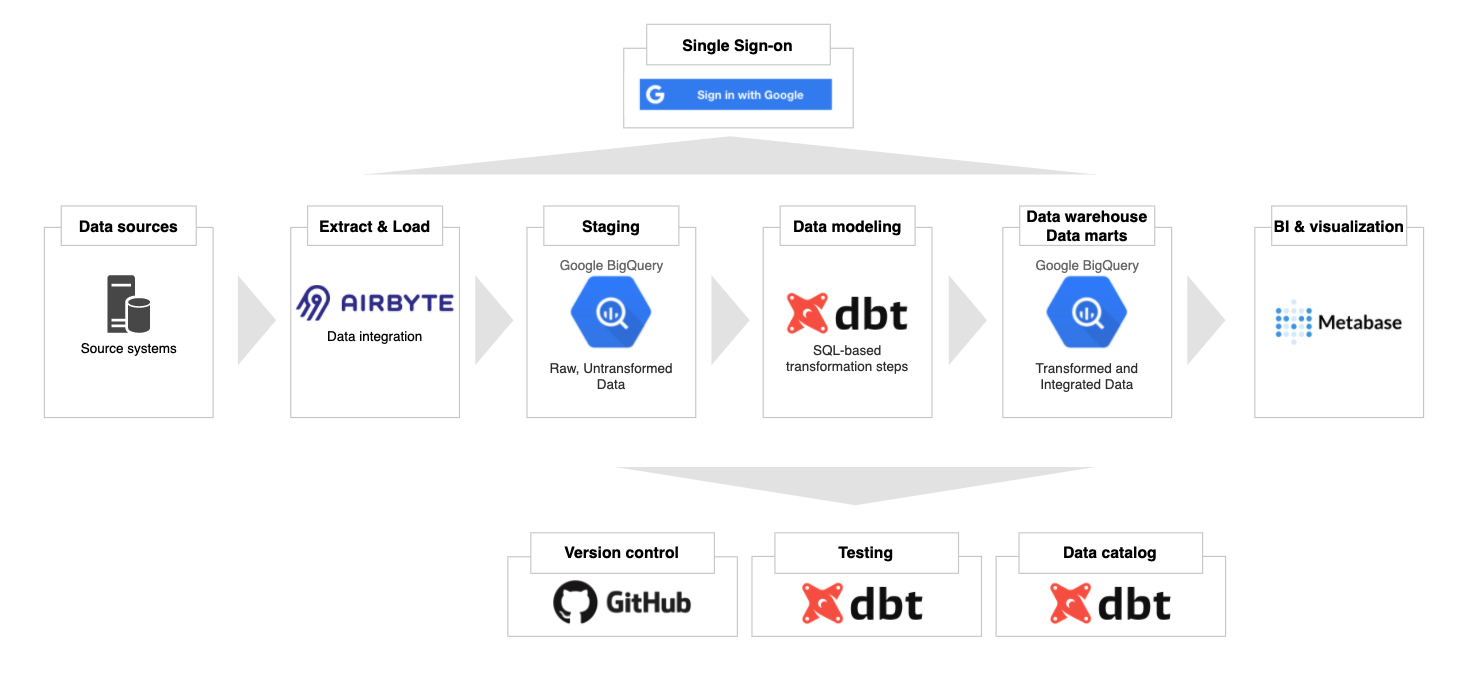 Single Sign-on
Sign in with Google
Data sources
Source systems
Extract & Load
AIRBYTE
Data integration
Staging
Google BigQuery
Raw, Untransformed
Data
Data modeling
dbt
SQL-based
transformation steps
Data warehouse
Data marts
Google BigQuery
Transformed and
Integrated Data
BI & visualization
Metabase
Version control
GitHub
Testing
dbt
Data catalog
dbt